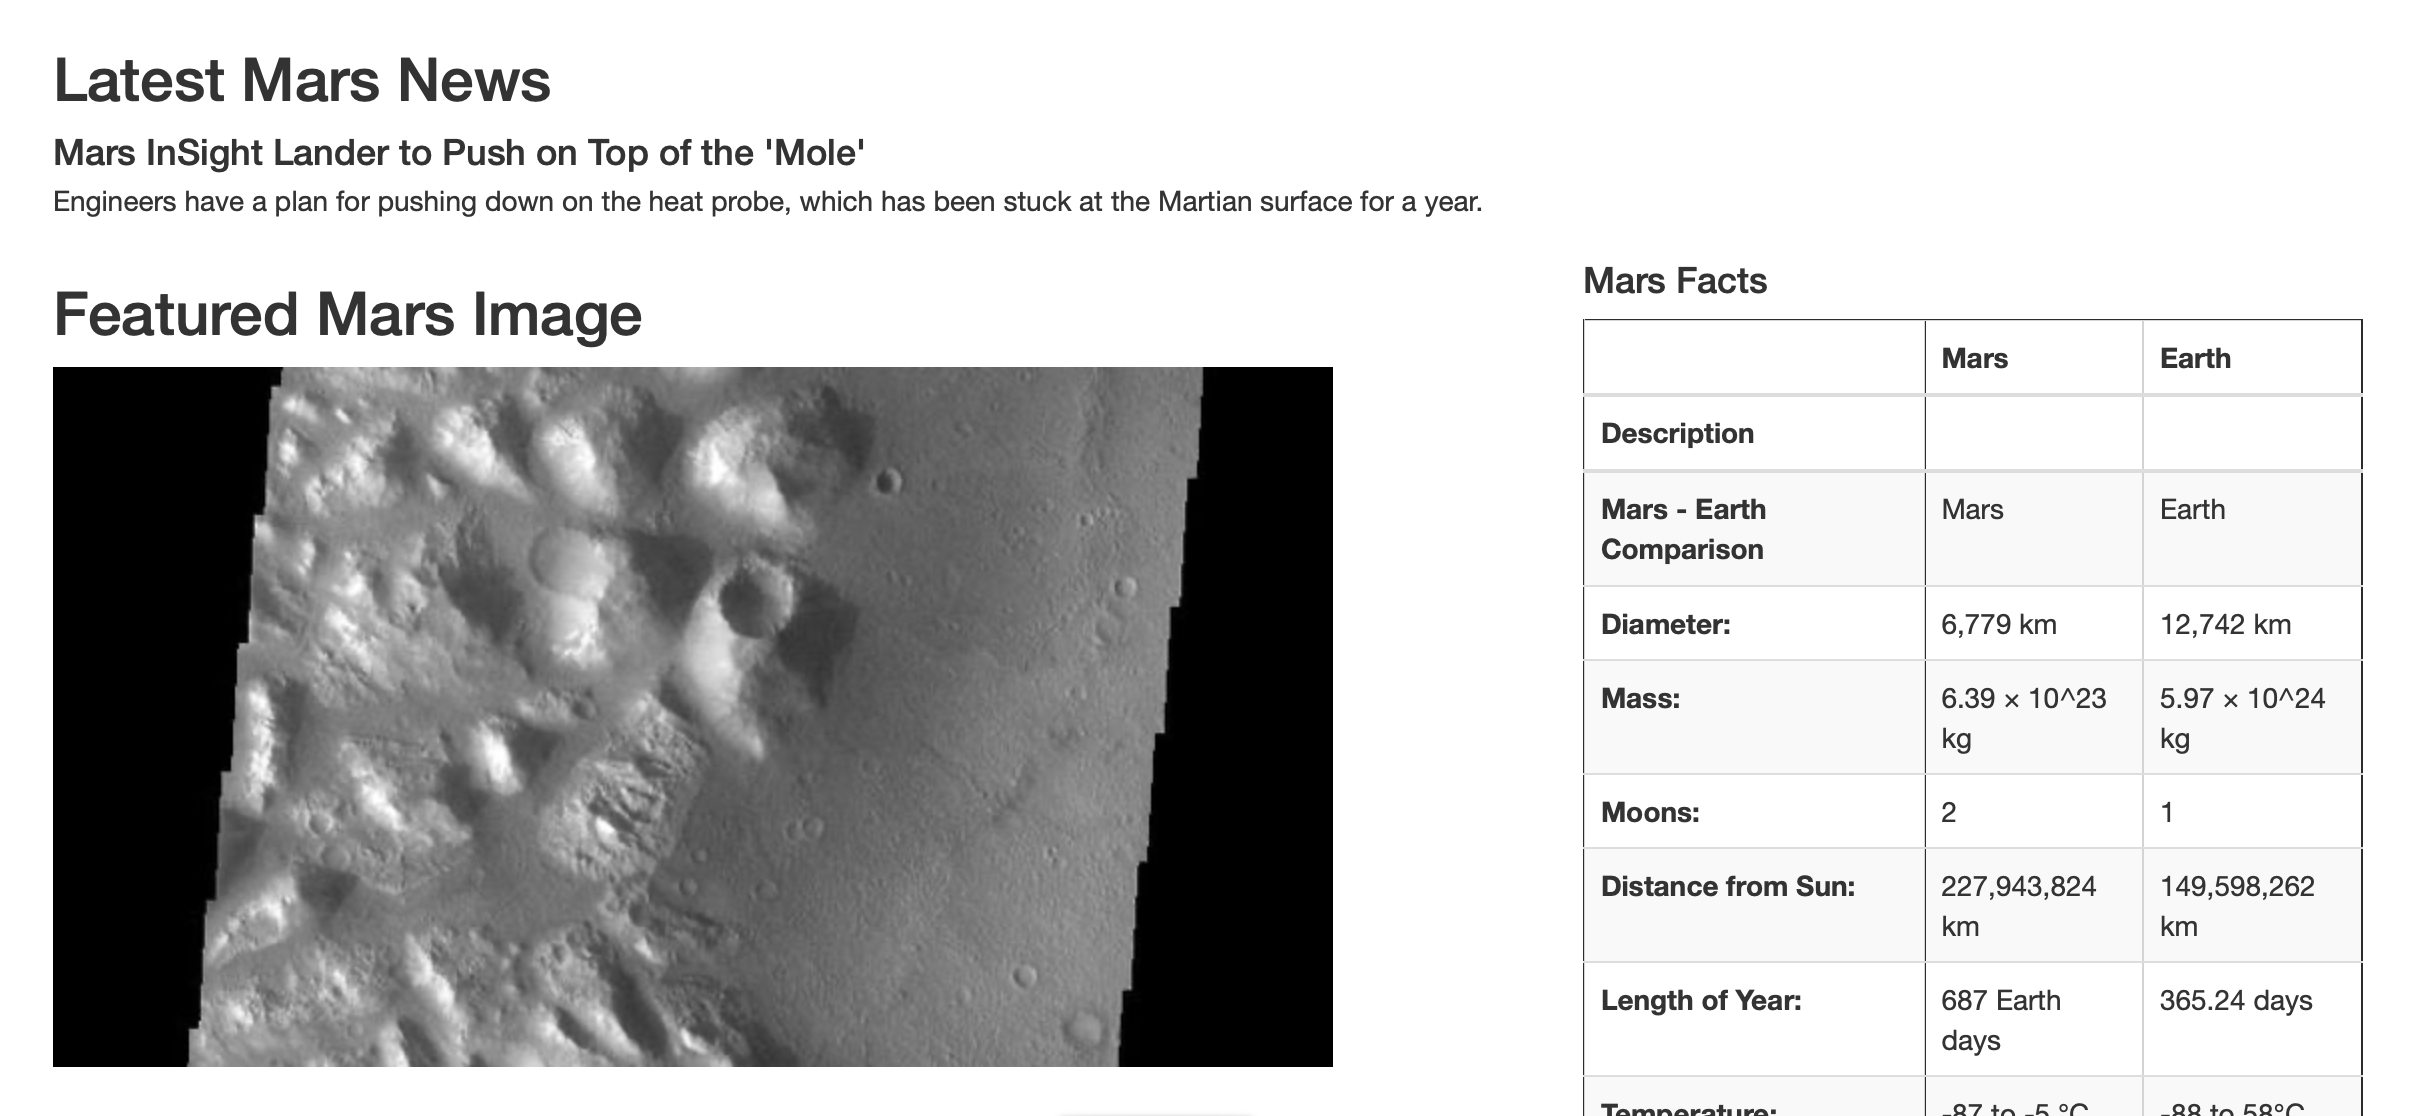 Latest Mars News
Mars InSight Lander to Push on Top of the 'Mole'
Engineers have a plan for pushing down on the heat probe, which has been stuck at the Martian surface for a year.
Featured Mars Image
Mars Facts
Mars Earth
Description
Mars - Earth Comparison Mars Earth
Diameter: 6,779 km 12,742 km
Mass: 6.39 × 10^23 kg 5.97 × 10^24 kg
Moons: 2 1
Distance from Sun: 227,943,824 km 149,598,262 km
Length of Year: 687 Earth days 365.24 days
Temperature: -87 to -5 °C -88 to 58°C